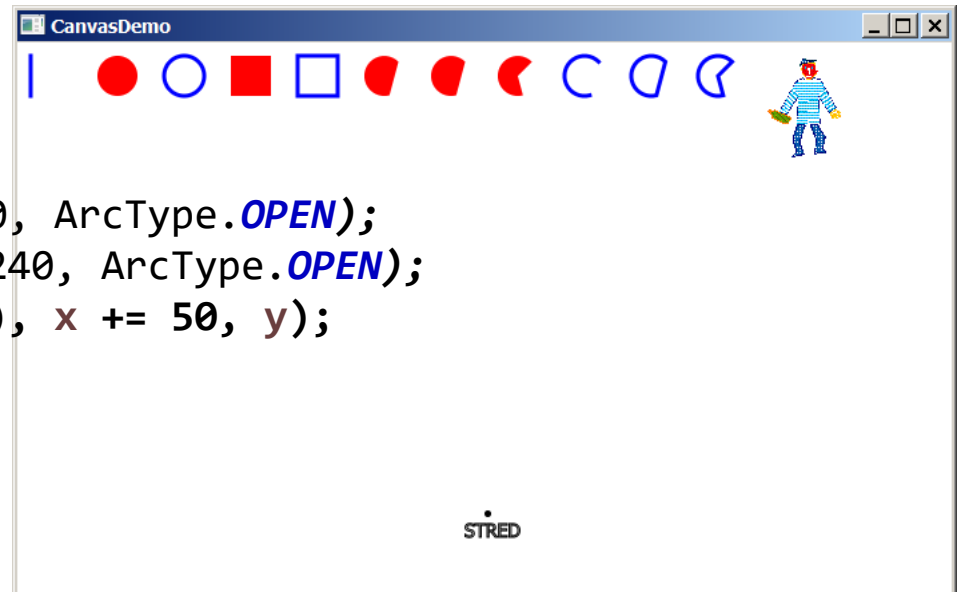 CanvasDemo
, ArcType.OPEN);
240, ArcType.OPEN);
), x += 50, y);
STRED